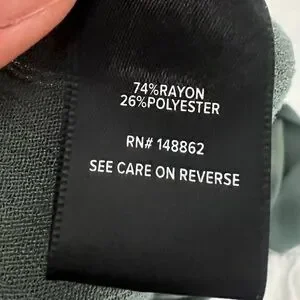 74%RAYON
26%POLYESTER
RN# 148862
SEE CARE ON REVERSE